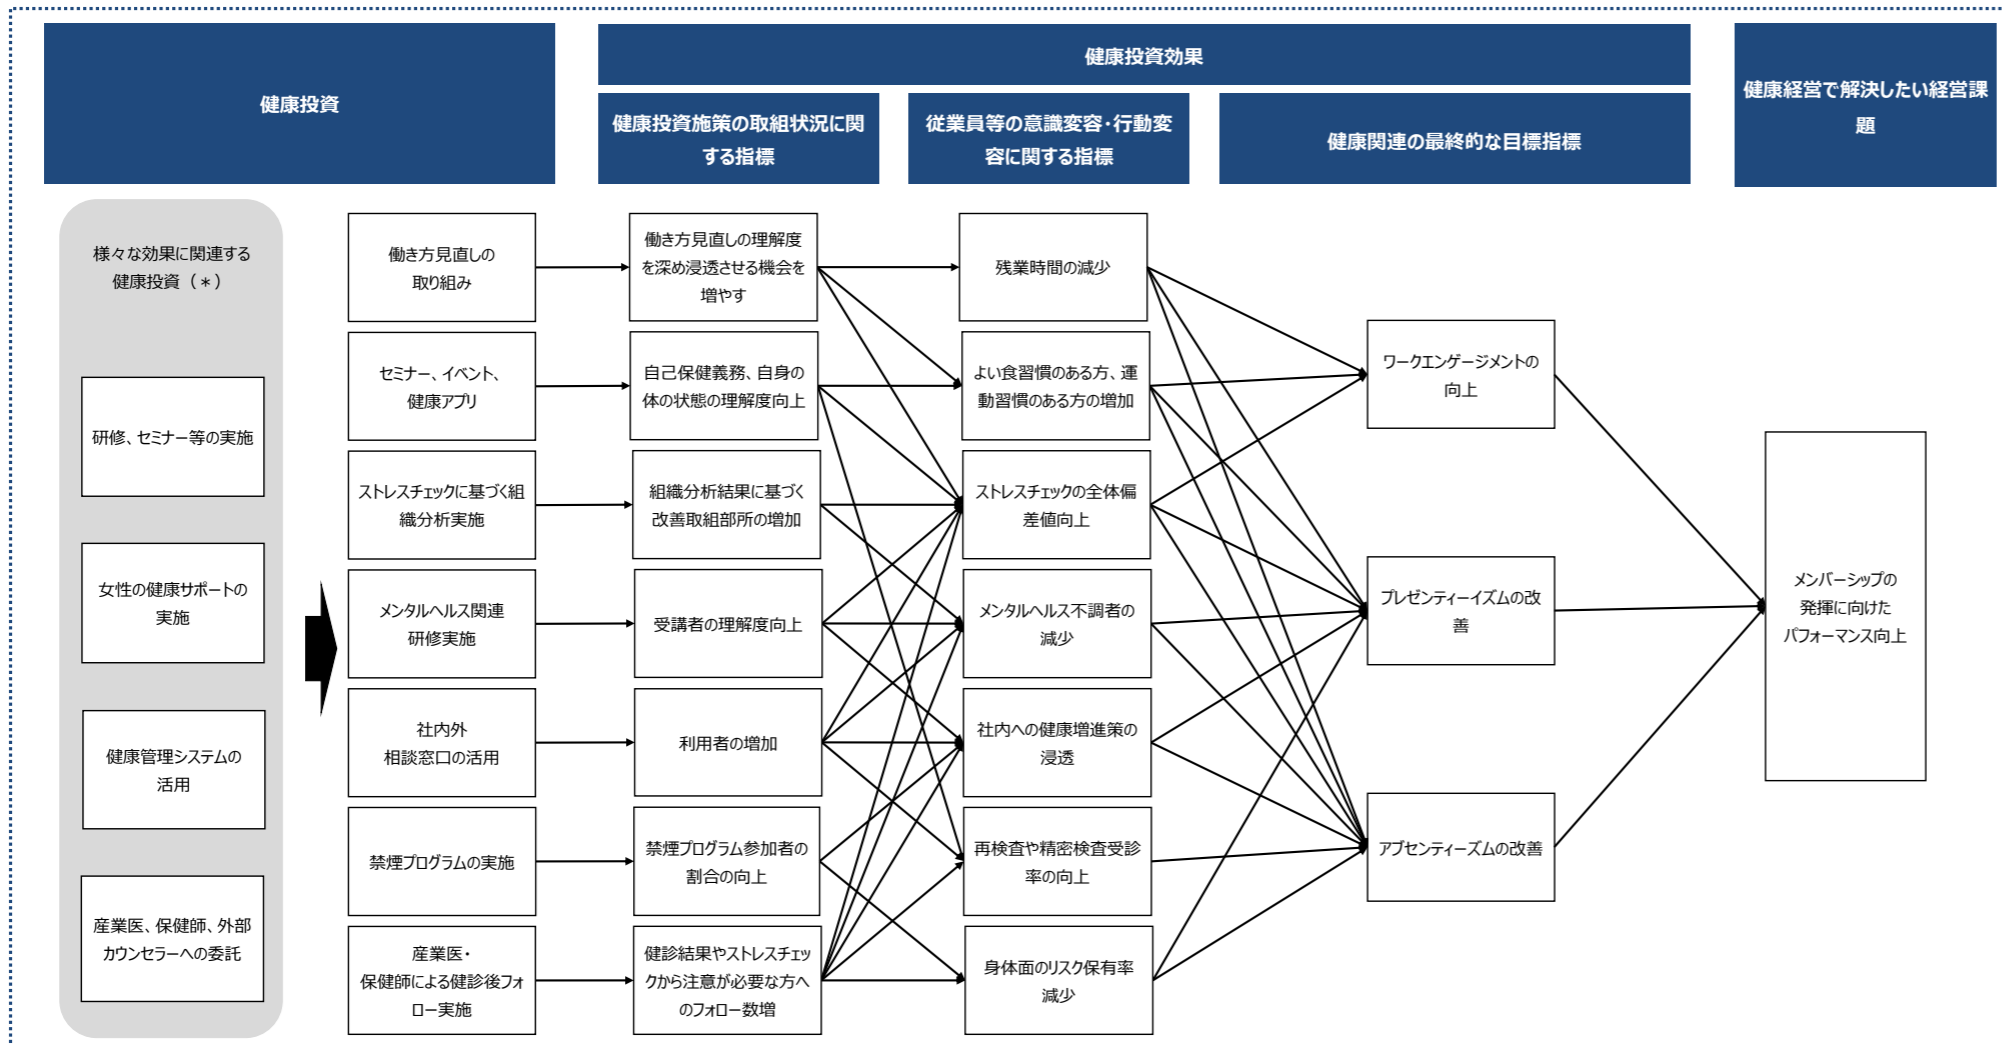 健康投資
健康投資効果
健康投資施策の取組状況に関
する指標
従業員等の意識変容・行動変
容に関する指標
健康関連の最終的な目標指標
健康経営で解決したい経営課
題
様々な効果に関連する
健康投資（＊）
研修、セミナー等の実施
女性の健康サポートの
実施
健康管理システムの
活用
産業医、保健師、外部
カウンセラーへの委託
働き方見直しの
取り組み
セミナー、イベント、
健康アプリ
ストレスチェックに基づく組
織分析実施
メンタルヘルス関連
研修実施
社内外
相談窓口の活用
禁煙プログラムの実施
産業医・
保健師による健診後フォ
ロー実施
働き方見直しの理解度
を深め浸透させる機会を
増やす
自己保健義務、自身の
体の状態の理解度向上
組織分析結果に基づく
改善取組部所の増加
受講者の理解度向上
利用者の増加
禁煙プログラム参加者の
割合の向上
健診結果やストレスチェッ
クから注意が必要な方へ
のフォロー数増
残業時間の減少
よい食習慣のある方、運
動習慣のある方の増加
ストレスチェックの全体偏
差値向上
メンタルヘルス不調者の
減少
社内への健康増進策の
浸透
再検査や精密検査受診
率の向上
身体面のリスク保有率
減少
ワークエンゲージメントの
向上
プレゼンティーイズムの改
善
アブセンティーズムの改善
メンバーシップの
発揮に向けた
パフォーマンス向上